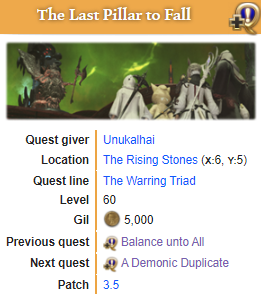 The Last Pillar to Fall
Quest giver Unukalhai
Location The Rising Stones (X:6, Y:5)
Quest line The Warring Triad
Level 60
Gil 5,000
Previous quest Balance unto All
Next quest A Demonic Duplicate
Patch 3.5